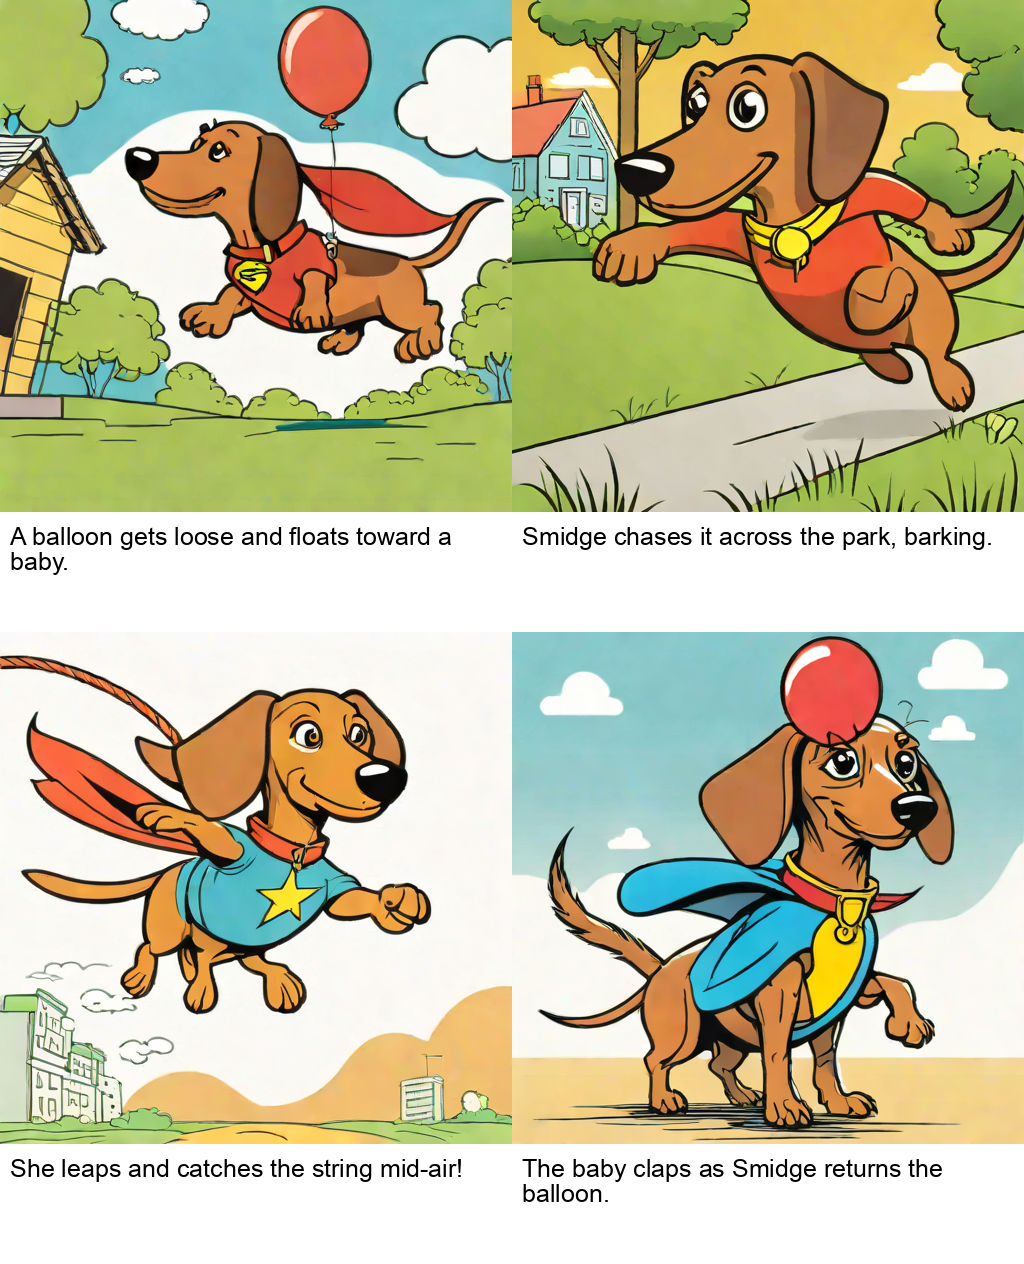 A balloon gets loose and floats toward a
baby.
Smidge chases it across the park, barking.
She leaps and catches the string mid-air!
The baby claps as Smidge returns the
balloon.